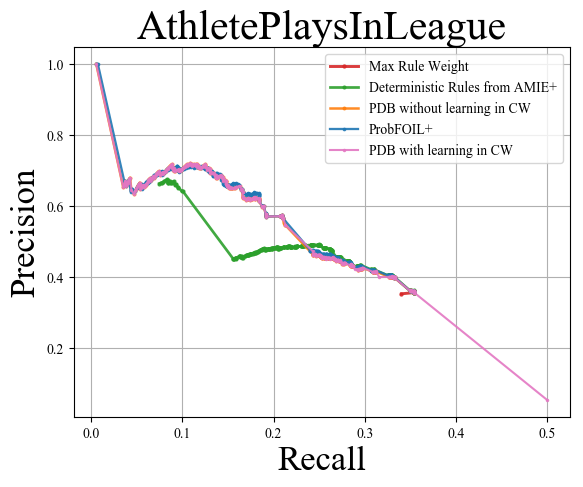 AthletePlaysInLeague
Max Rule Weight
Deterministic Rules from AMIE+
PDB without learning in CW
ProbFOIL+
PDB with learning in CW
Precision
1.0
0.8
0.6
0.4
0.2
0.0 0.1 0.2 0.3 0.4 0.5
Recall